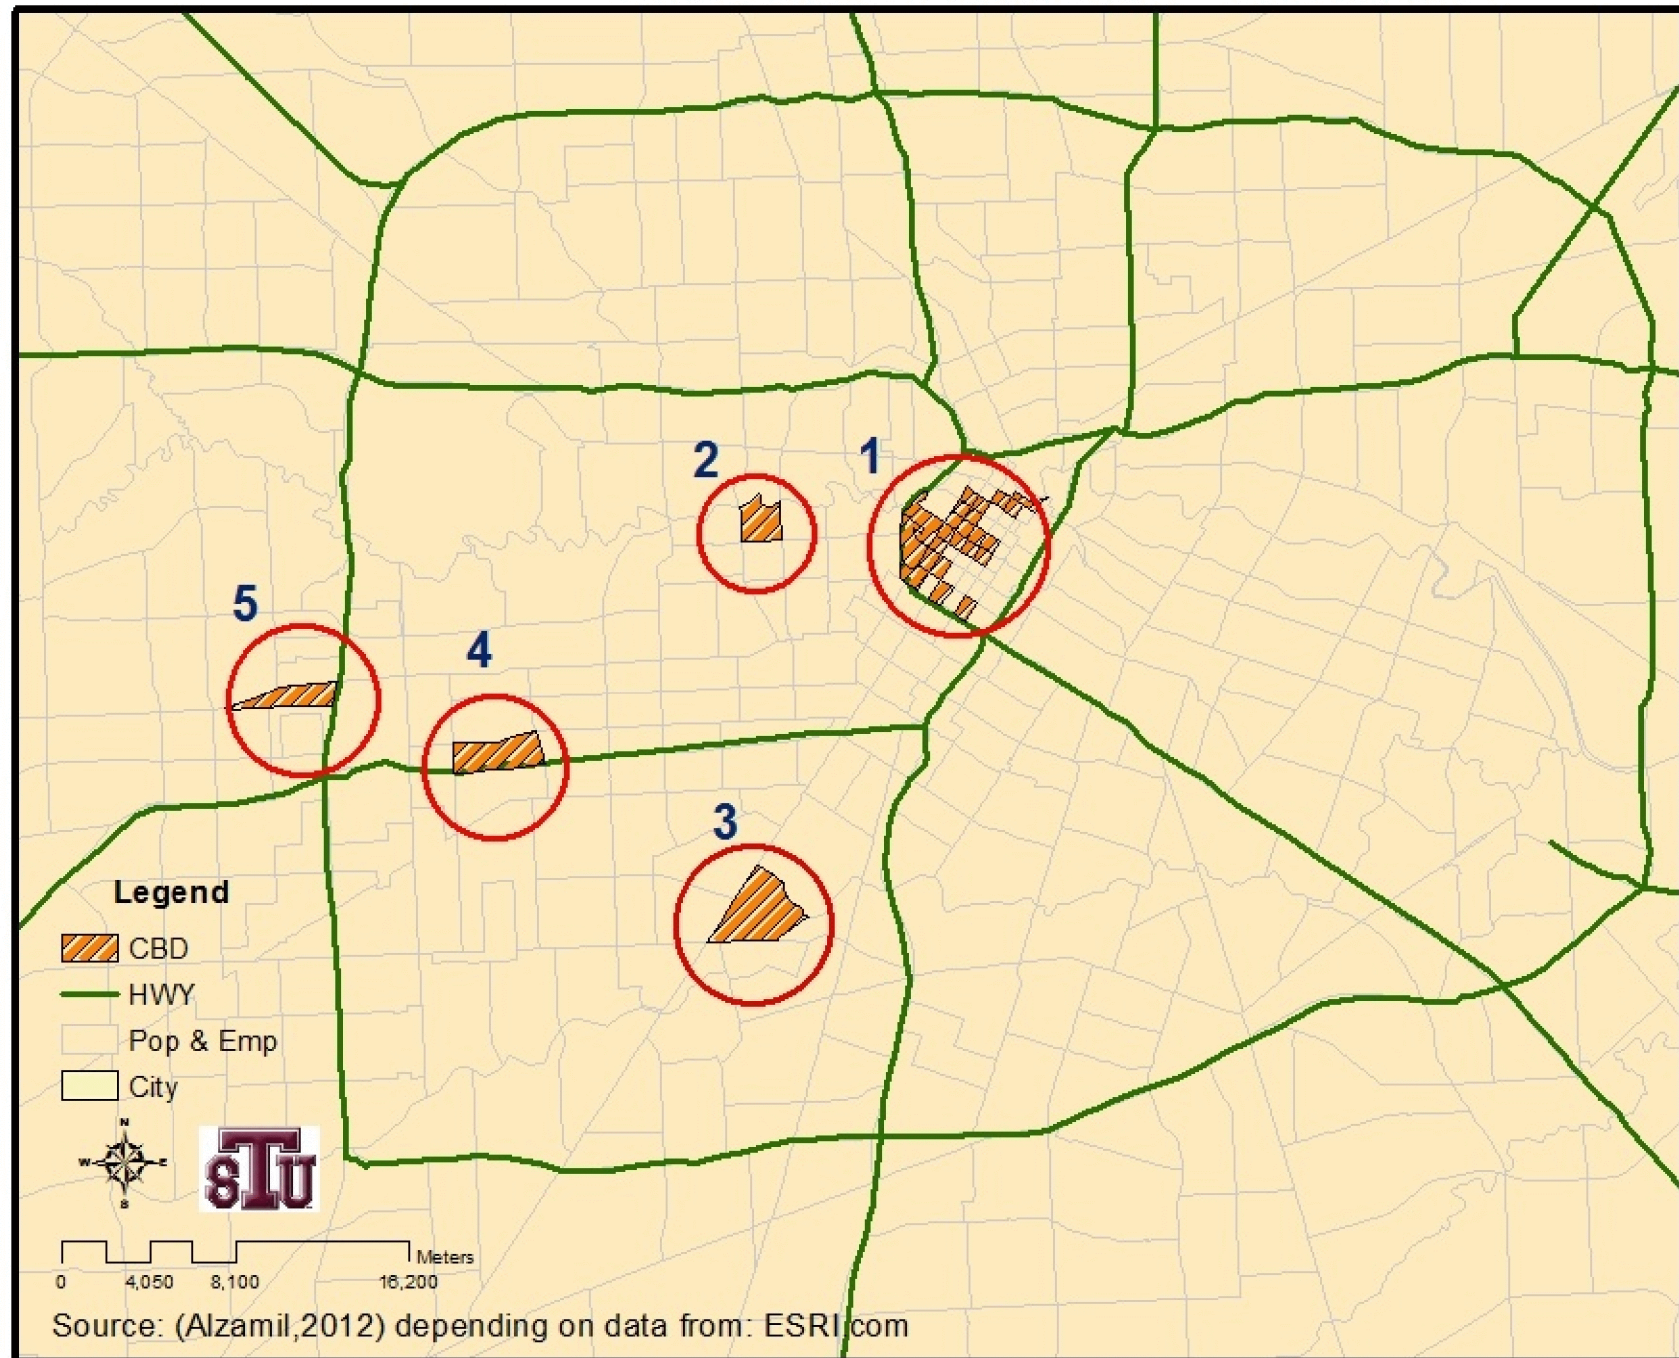 2
1
5
4
3
Legend
CBD
HWY
Pop & Emp
City
N
W E
S
TSU
Meters
0 4,050 8,100 16,200
Source: (Alzamil,2012) depending on data from: ESRI.com